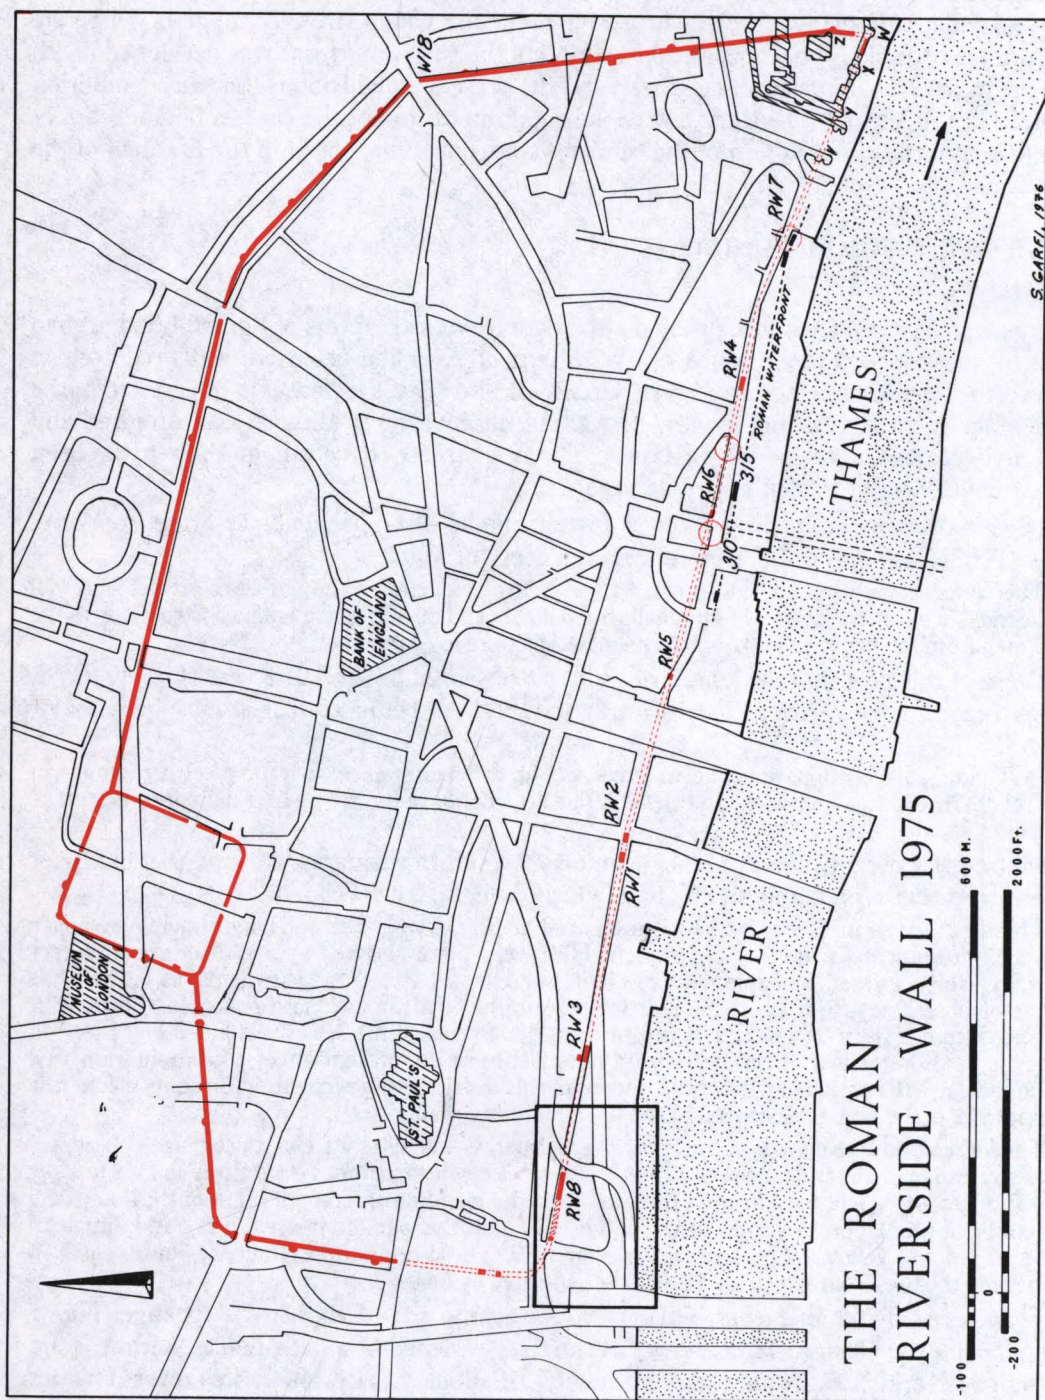 THE ROMAN
RIVERSIDE WALL 1975
RIVER
THAMES
MUSEUM
OF
LONDON
BANK OF
ENGLAND
ST. PAUL'S
W18
RW8
RW3
RW1
RW2
RW5
RW6
RW4
RW7
310
315
ROMAN WATERFRONT
V
Y
X
Z
W
-100
0
600 M.
-200
2000 Ft.
S. GARFI, 1976